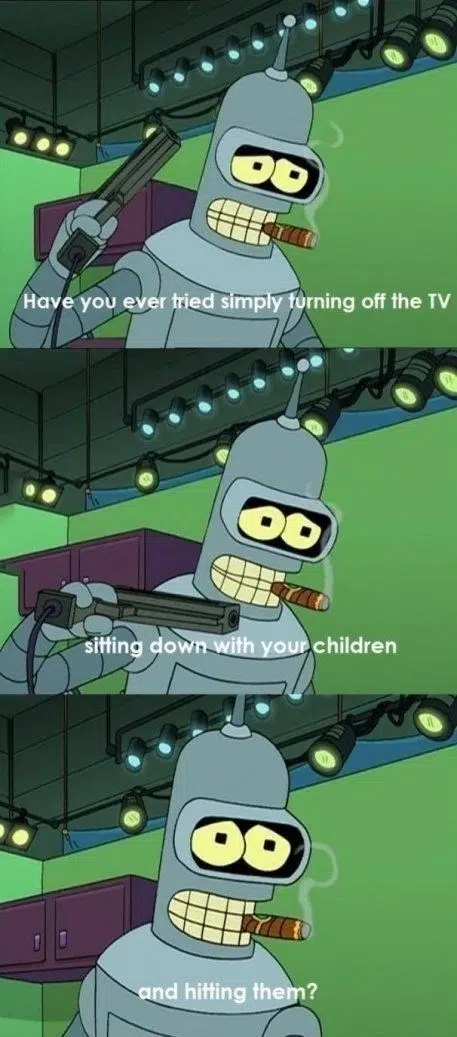 Have you ever tried simply turning off the TV
sitting down with your children
and hitting them?